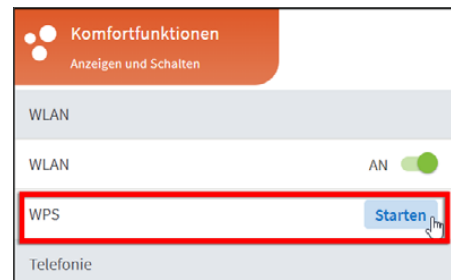 Komfortfunktionen
Anzeigen und Schalten
WLAN
WLAN AN
WPS Starten
Telefonie